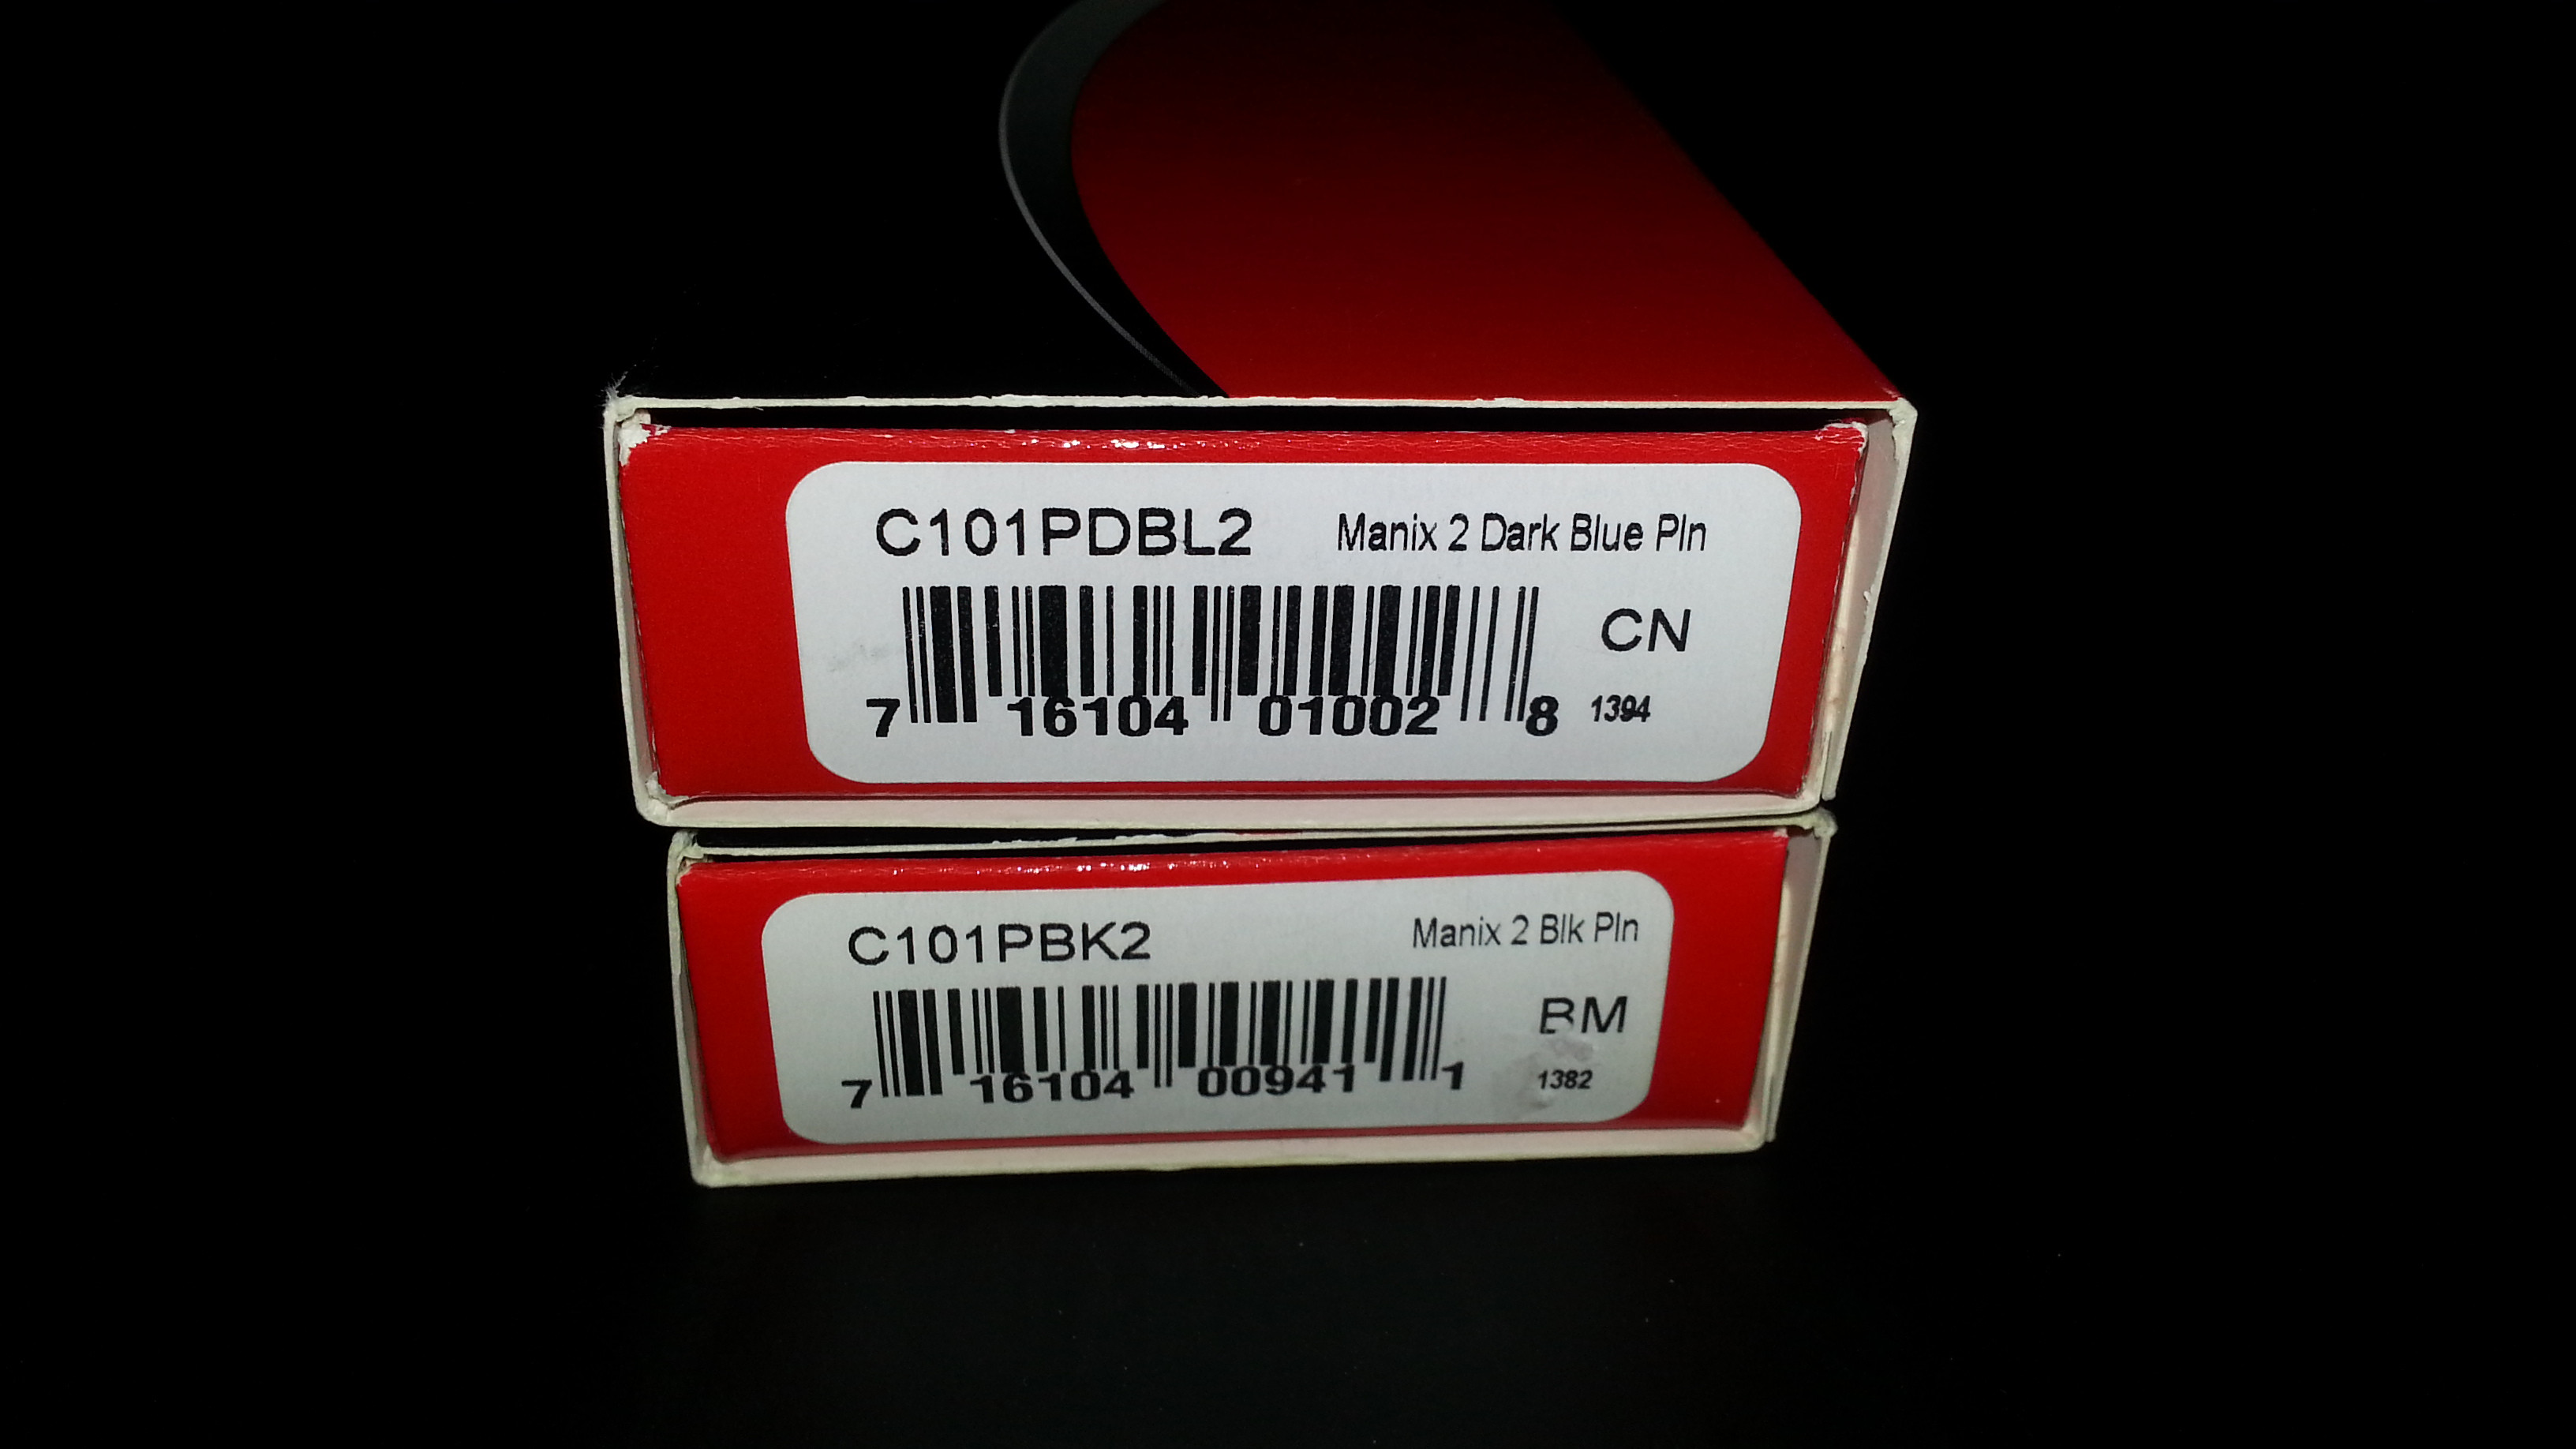 C101PDBL2 Manix 2 Dark Blue Pln
CN
7 16104 01002 8 1394
C101PBK2 Manix 2 Blk Pln
BM
7 16104 00941 1 1382